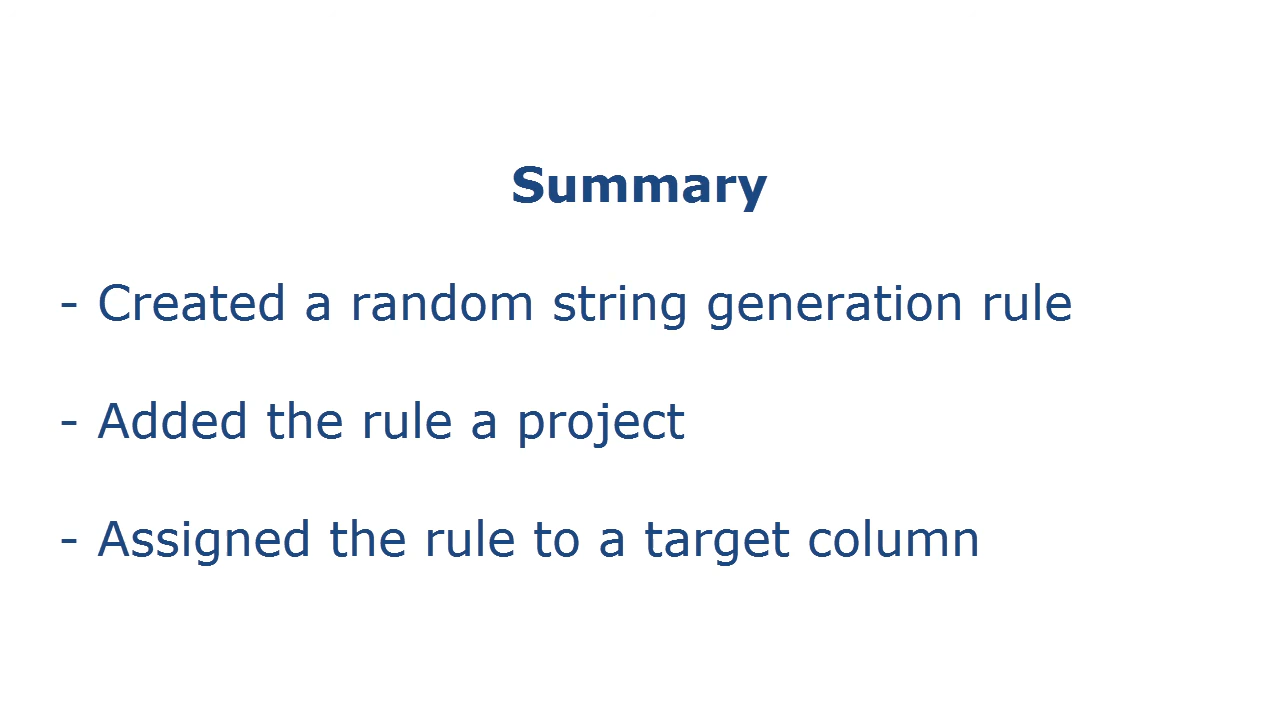 Summary
- Created a random string generation rule
- Added the rule a project
- Assigned the rule to a target column